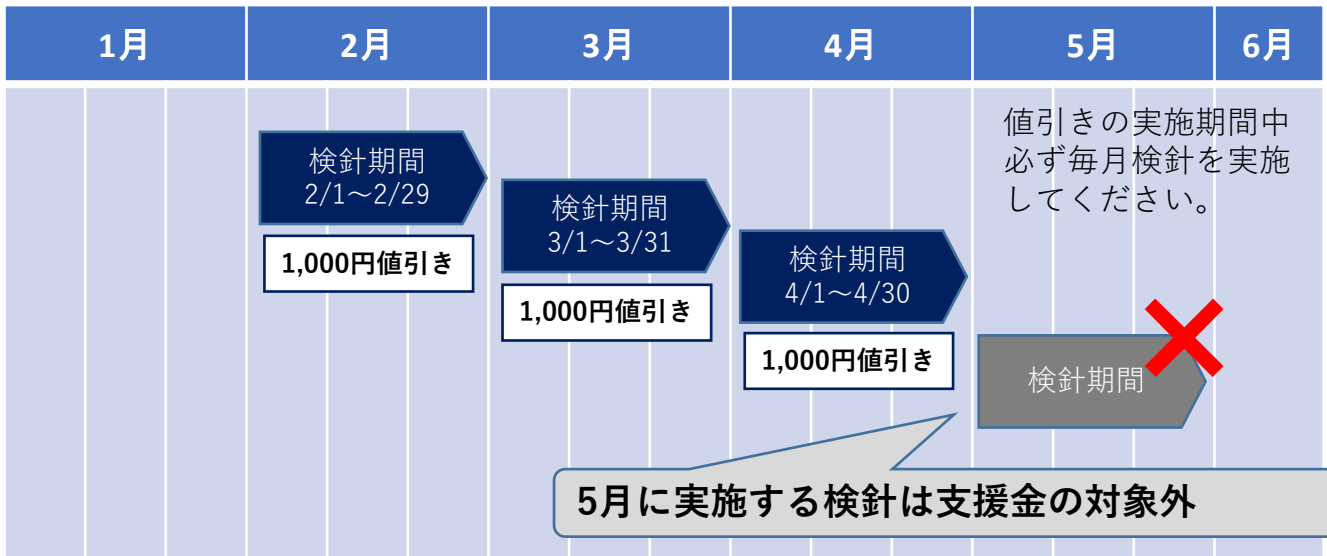 1月 2月 3月 4月 5月 6月
値引きの実施期間中
必ず毎月検針を実施
してください。
検針期間
2/1～2/29
1,000円値引き
検針期間
3/1～3/31
1,000円値引き
検針期間
4/1～4/30
1,000円値引き
検針期間
5月に実施する検針は支援金の対象外